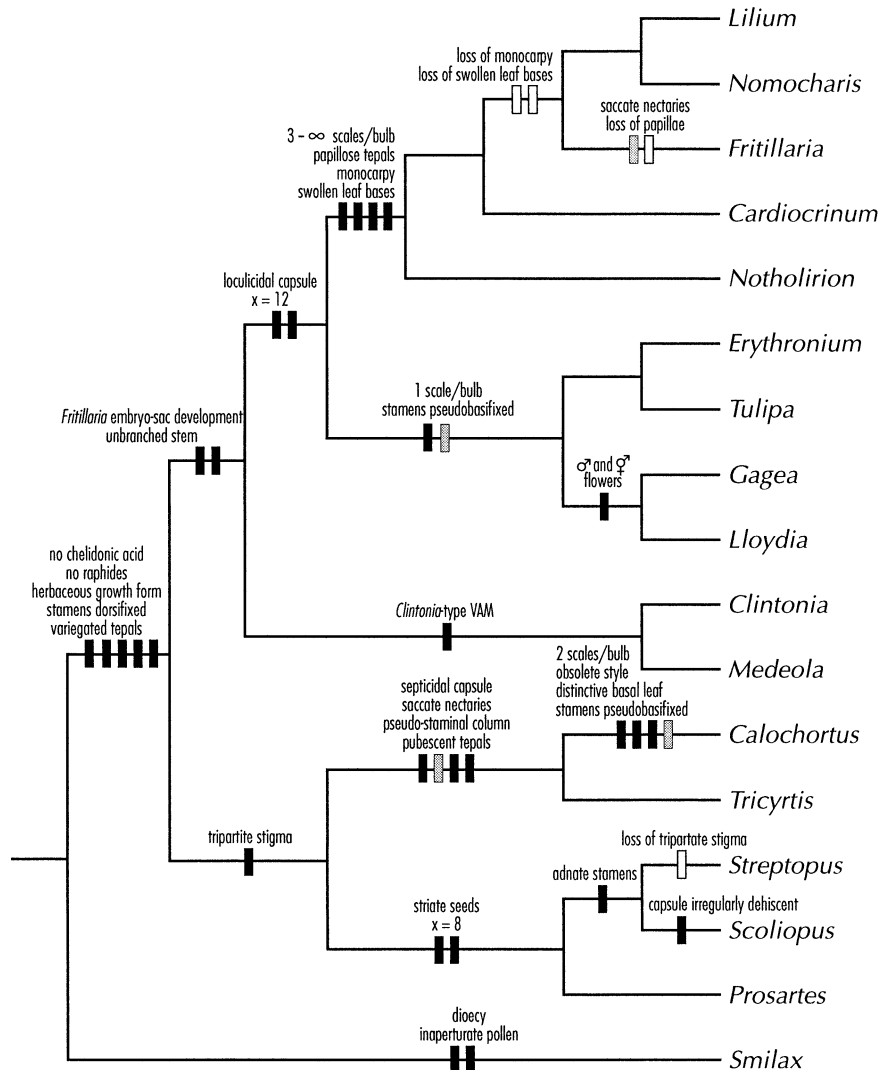 Lilium
loss of monocarpy
loss of swollen leaf bases
Nomocharis
saccate nectaries
loss of papillae
Fritillaria
3 – ∞ scales/bulb
papillose tepals
monocarpy
swollen leaf bases
Cardiocrinum
loculicidal capsule
x = 12
Notholirion
Erythronium
1 scale/bulb
stamens pseudobasifixed
Tulipa
Fritillaria embryo-sac development
unbranched stem
♂ and ⚥
flowers
Gagea
Lloydia
no chelidonic acid
no raphides
herbaceous growth form
stamens dorsifixed
variegated tepals
Clintonia-type VAM
Clintonia
Medeola
2 scales/bulb
obsolete style
distinctive basal leaf
stamens pseudobasifixed
septicidal capsule
saccate nectaries
pseudo-staminal column
pubescent tepals
Calochortus
Tricyrtis
tripartite stigma
loss of tripartate stigma
Streptopus
adnate stamens
capsule irregularly dehiscent
Scoliopus
striate seeds
x = 8
Prosartes
dioecy
inaperturate pollen
Smilax